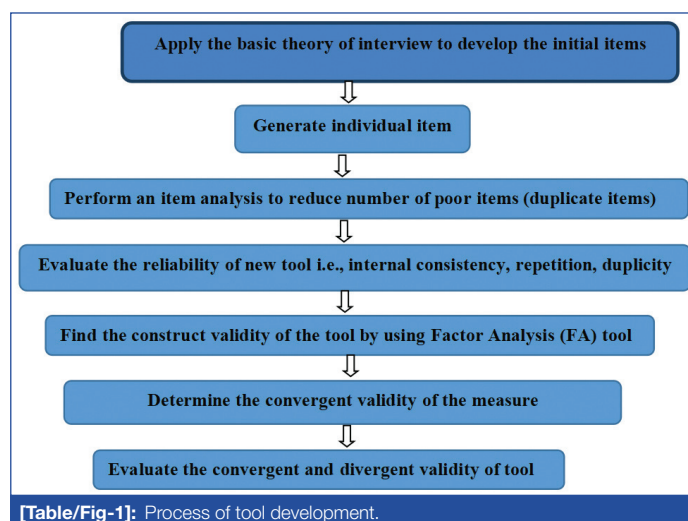 Apply the basic theory of interview to develop the initial items
Generate individual item
Perform an item analysis to reduce number of poor items (duplicate items)
Evaluate the reliability of new tool i.e., internal consistency, repetition, duplicity
Find the construct validity of the tool by using Factor Analysis (FA) tool
Determine the convergent validity of the measure
Evaluate the convergent and divergent validity of tool
[Table/Fig-1]: Process of tool development.